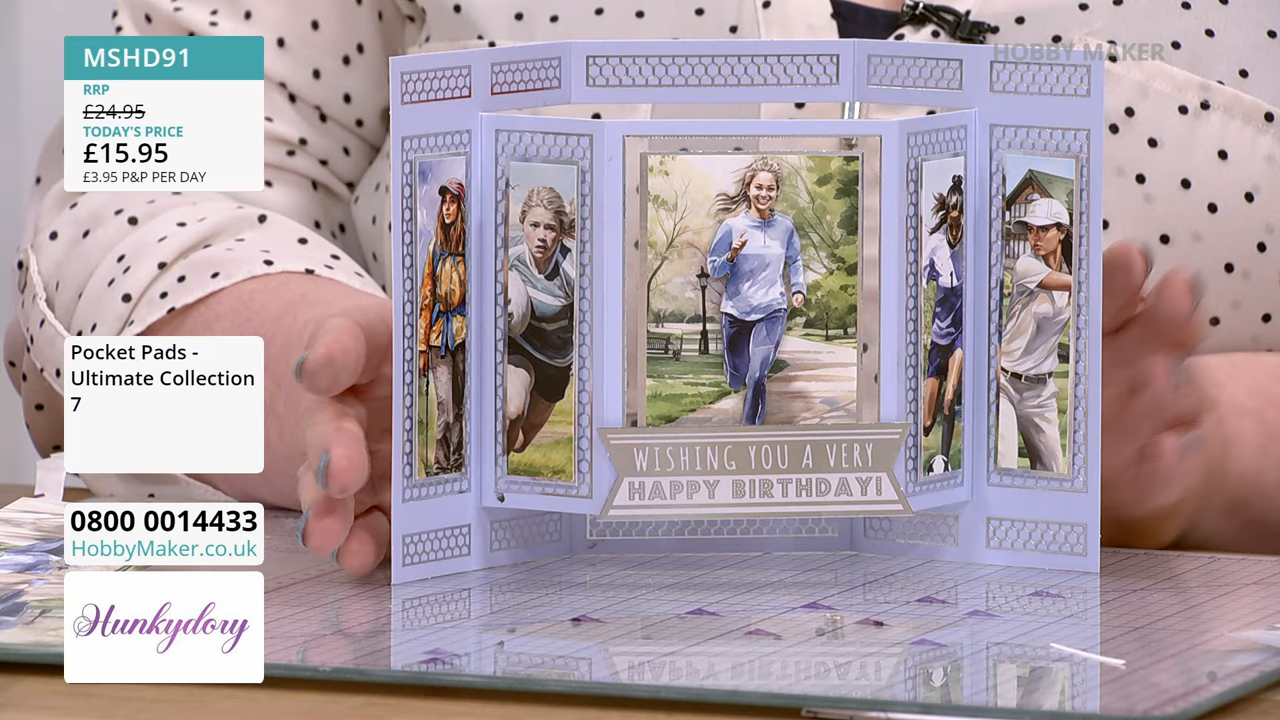 MSHD91
RRP
£24.95
TODAY'S PRICE
£15.95
£3.95 P&P PER DAY
HOBBY MAKER
Pocket Pads -
Ultimate Collection
7
WISHING YOU A VERY
HAPPY BIRTHDAY!
0800 0014433
HobbyMaker.co.uk
Hunkydory